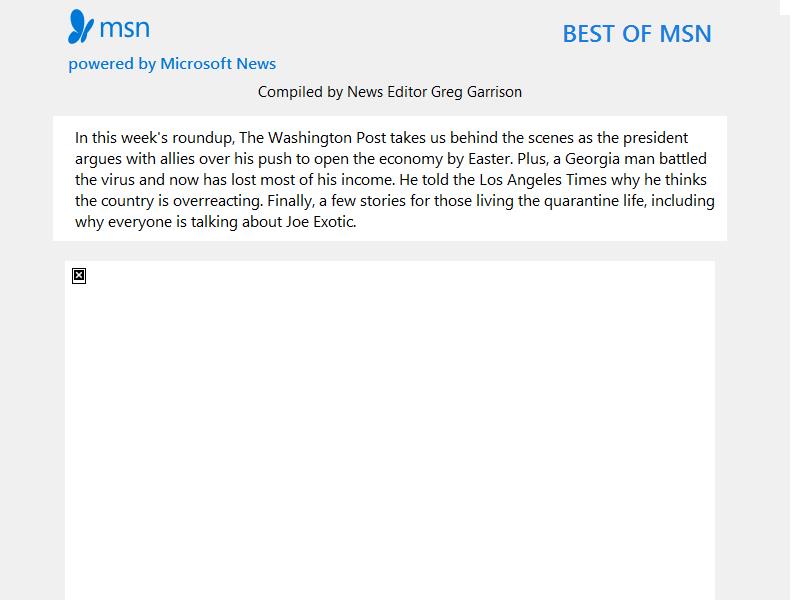 msn
BEST OF MSN
powered by Microsoft News
Compiled by News Editor Greg Garrison
In this week's roundup, The Washington Post takes us behind the scenes as the president
argues with allies over his push to open the economy by Easter. Plus, a Georgia man battled
the virus and now has lost most of his income. He told the Los Angeles Times why he thinks
the country is overreacting. Finally, a few stories for those living the quarantine life, including
why everyone is talking about Joe Exotic.